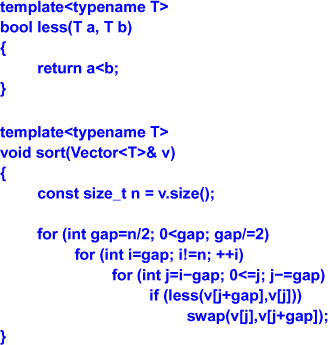 template<typename T>
bool less(T a, T b)
{
return a<b;
}
template<typename T>
void sort(Vector<T>& v)
{
const size_t n = v.size();
for (int gap=n/2; 0<gap; gap/=2)
for (int i=gap; i!=n; ++i)
for (int j=i−gap; 0<=j; j−=gap)
if (less(v[j+gap],v[j]))
swap(v[j],v[j+gap]);
}